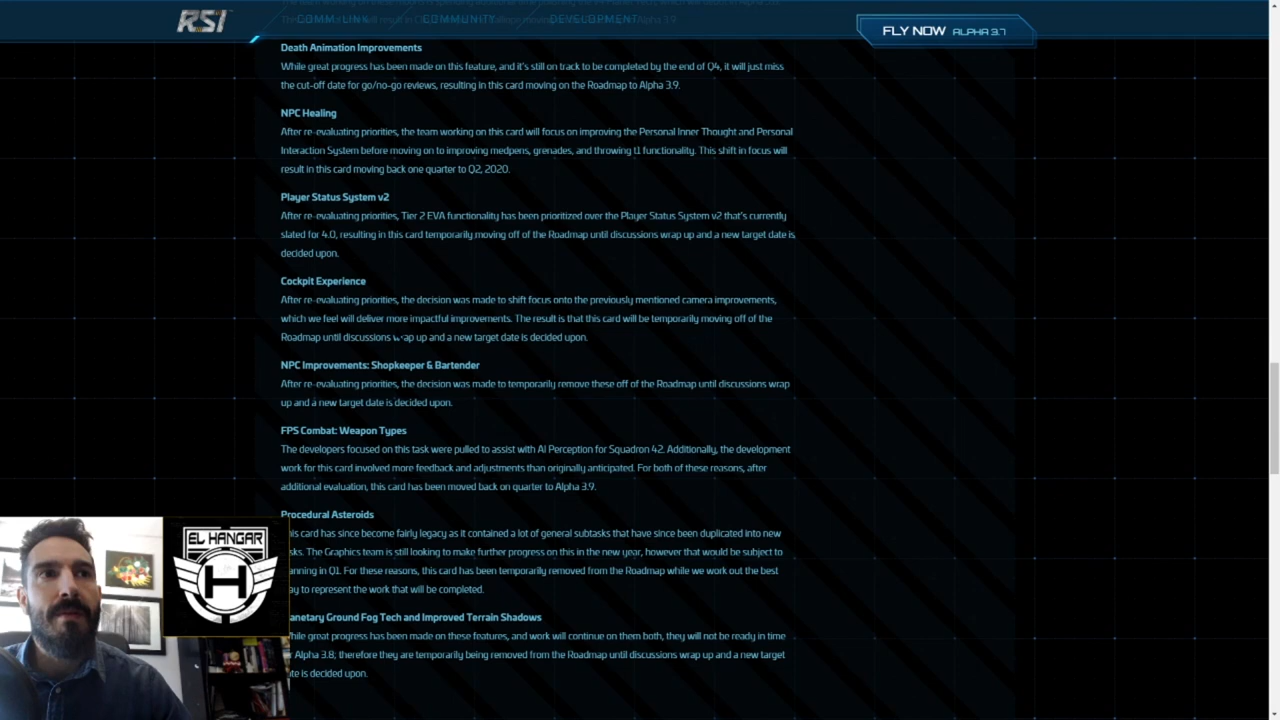 RSI
COMM-LINK COMMUNITY DEVELOPMENT
FLY NOW ALPHA 3.7
Death Animation Improvements
While great progress has been made on this feature, and it's still on track to be completed by the end of Q4, it will just miss
the cut-off date for go/no-go reviews, resulting in this card moving on the Roadmap to Alpha 3.9.
NPC Healing
After re-evaluating priorities, the team working on this card will focus on improving the Personal Inner Thought and Personal
Interaction System before moving on to improving medpens, grenades, and throwing t1 functionality. This shift in focus will
result in this card moving back one quarter to Q2, 2020.
Player Status System v2
After re-evaluating priorities, Tier 2 EVA functionality has been prioritized over the Player Status System v2 that's currently
slated for 4.0, resulting in this card temporarily moving off of the Roadmap until discussions wrap up and a new target date is
decided upon.
Cockpit Experience
After re-evaluating priorities, the decision was made to shift focus onto the previously mentioned camera improvements,
which we feel will deliver more impactful improvements. The result is that this card will be temporarily moving off of the
Roadmap until discussions wrap up and a new target date is decided upon.
NPC Improvements: Shopkeeper & Bartender
After re-evaluating priorities, the decision was made to temporarily remove these off of the Roadmap until discussions wrap
up and a new target date is decided upon.
FPS Combat: Weapon Types
The developers focused on this task were pulled to assist with AI Perception for Squadron 42. Additionally, the development
work for this card involved more feedback and adjustments than originally anticipated. For both of these reasons, after
additional evaluation, this card has been moved back on quarter to Alpha 3.9.
Procedural Asteroids
is card has since become fairly legacy as it contained a lot of general subtasks that have since been duplicated into new
sks. The Graphics team is still looking to make further progress on this in the new year, however that would be subject to
anning in Q1. For these reasons, this card has been temporarily removed from the Roadmap while we work out the best
ay to represent the work that will be completed.
anetary Ground Fog Tech and Improved Terrain Shadows
hile great progress has been made on these features, and work will continue on them both, they will not be ready in time
Alpha 3.8; therefore they are temporarily being removed from the Roadmap until discussions wrap up and a new target
te is decided upon.
EL HANGAR
H